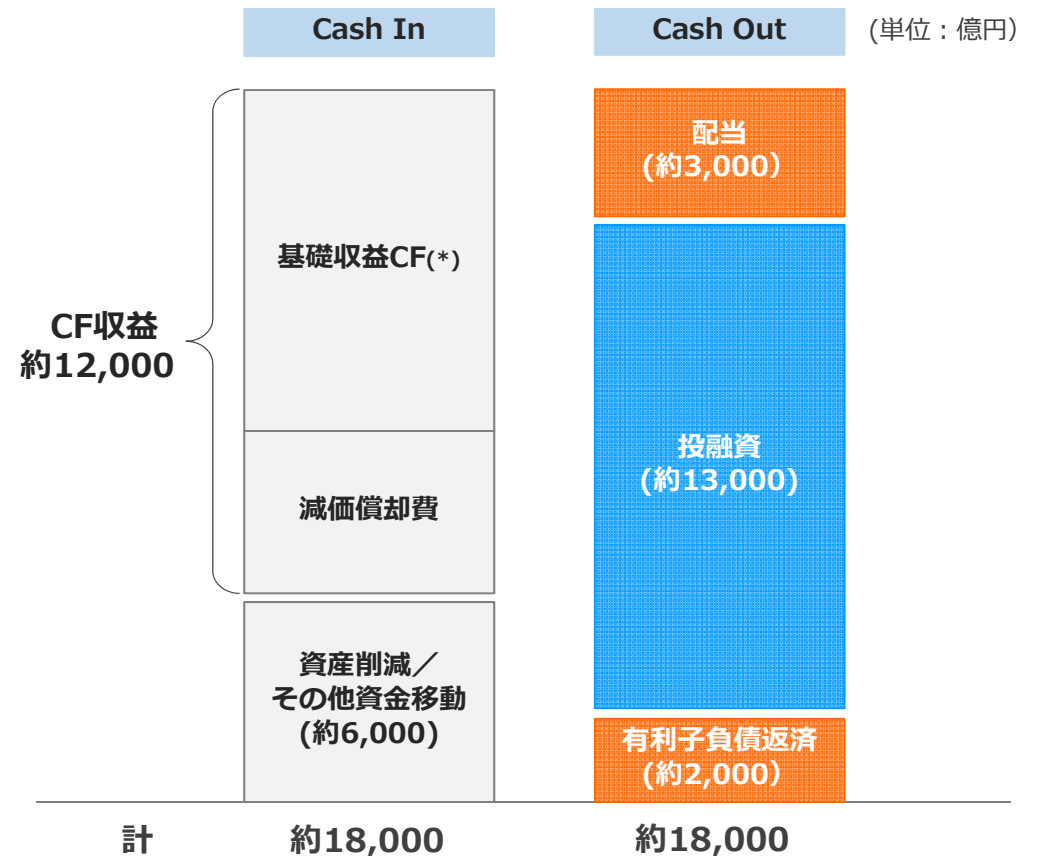 Cash In
Cash Out
(単位：億円）
CF収益
約12,000
基礎収益CF(*)
減価償却費
資産削減／
その他資金移動
(約6,000)
配当
(約3,000）
投融資
(約13,000)
有利子負債返済
(約2,000）
計
約18,000
約18,000